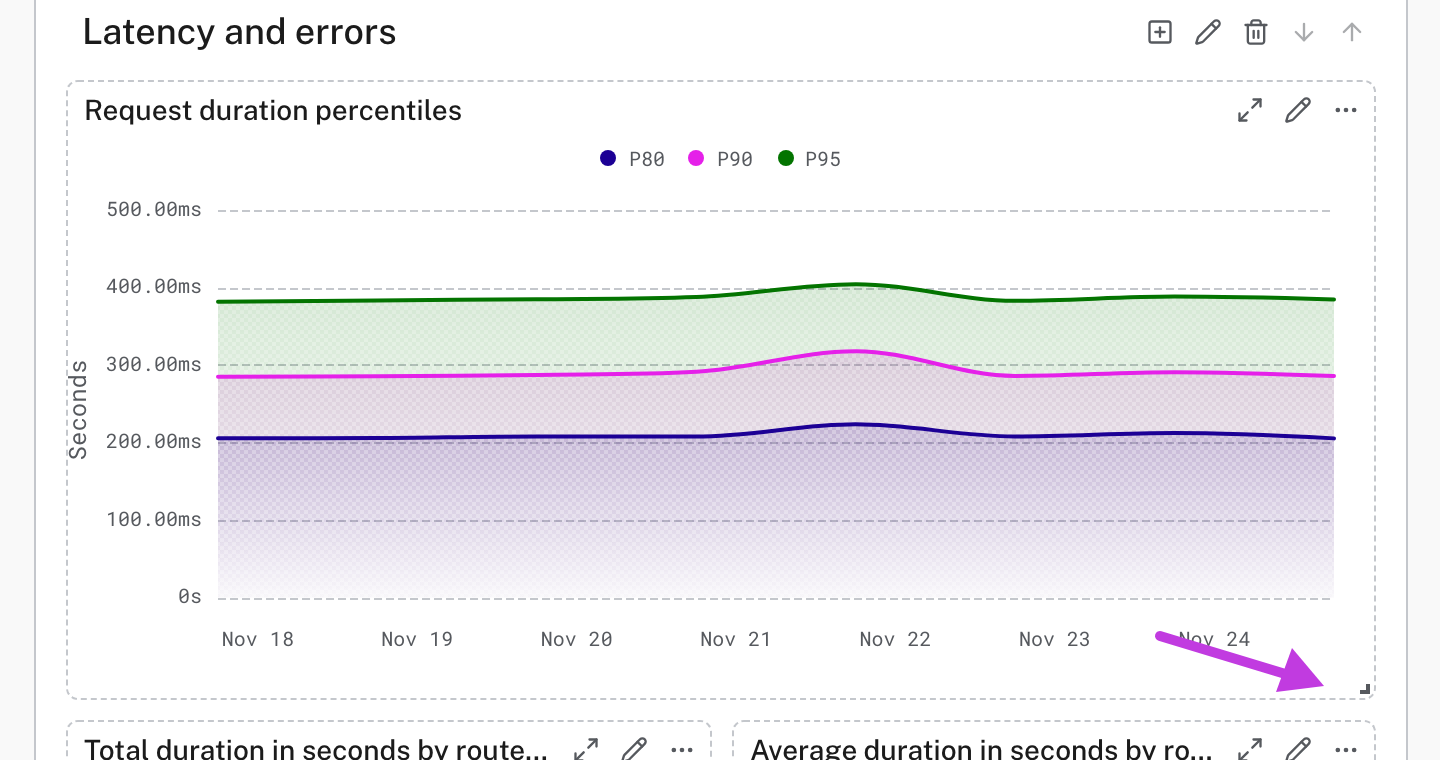 Latency and errors
Request duration percentiles
P80 P90 P95
500.00ms
400.00ms
300.00ms
200.00ms
100.00ms
0s
Seconds
Nov 18 Nov 19 Nov 20 Nov 21 Nov 22 Nov 23 Nov 24
Total duration in seconds by route...
Average duration in seconds by ro...